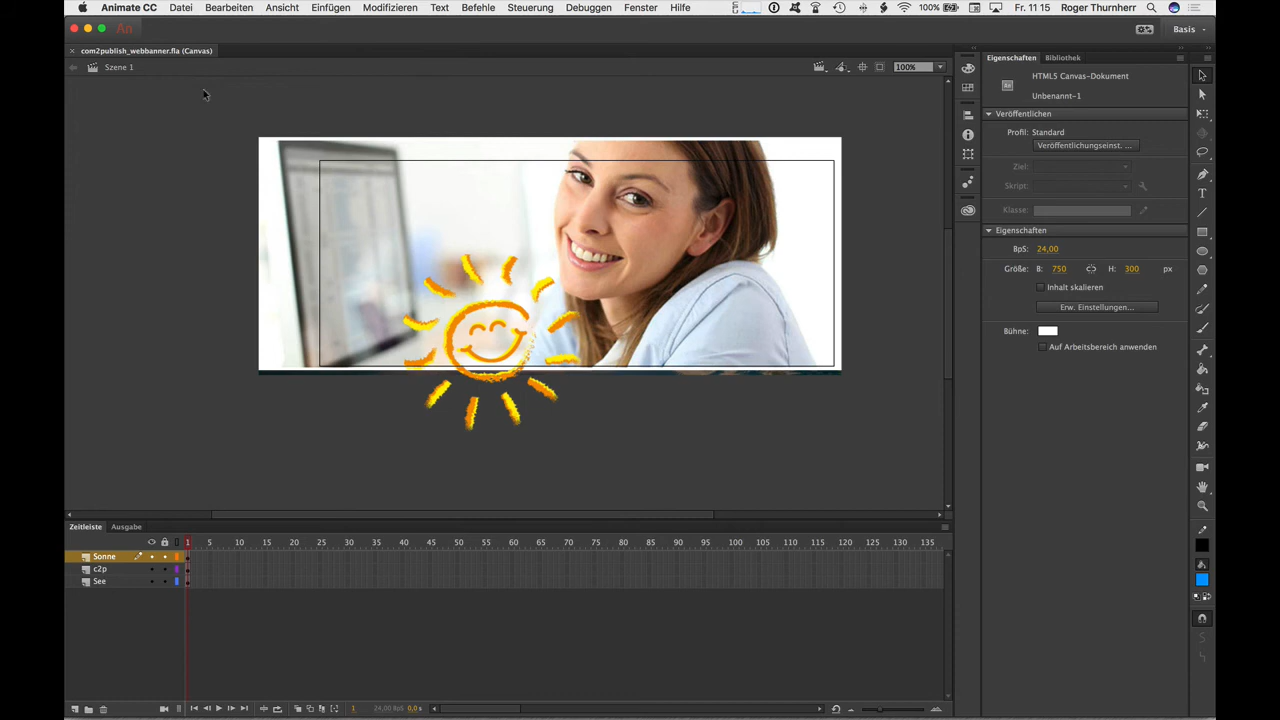 Animate CC Datei Bearbeiten Ansicht Einfügen Modifizieren Text Befehle Steuerung Debuggen Fenster Hilfe 100% Fr. 11 15 Roger Thurnherr
An Basis
× com2publish_webbanner.fla (Canvas)
Szene 1 100%
Eigenschaften Bibliothek
An HTML5 Canvas-Dokument
Unbenannt-1
Veröffentlichen
Profil: Standard
Veröffentlichungseinst. ...
Ziel:
Skript:
Klasse:
Eigenschaften
BpS: 24,00
Größe: B: 750 H: 300 px
Inhalt skalieren
Erw. Einstellungen...
Bühne:
Auf Arbeitsbereich anwenden
Zeitleiste Ausgabe
1 5 10 15 20 25 30 35 40 45 50 55 60 65 70 75 80 85 90 95 100 105 110 115 120 125 130 135
Sonne
c2p
See
1 24,00 BpS 0,0 s